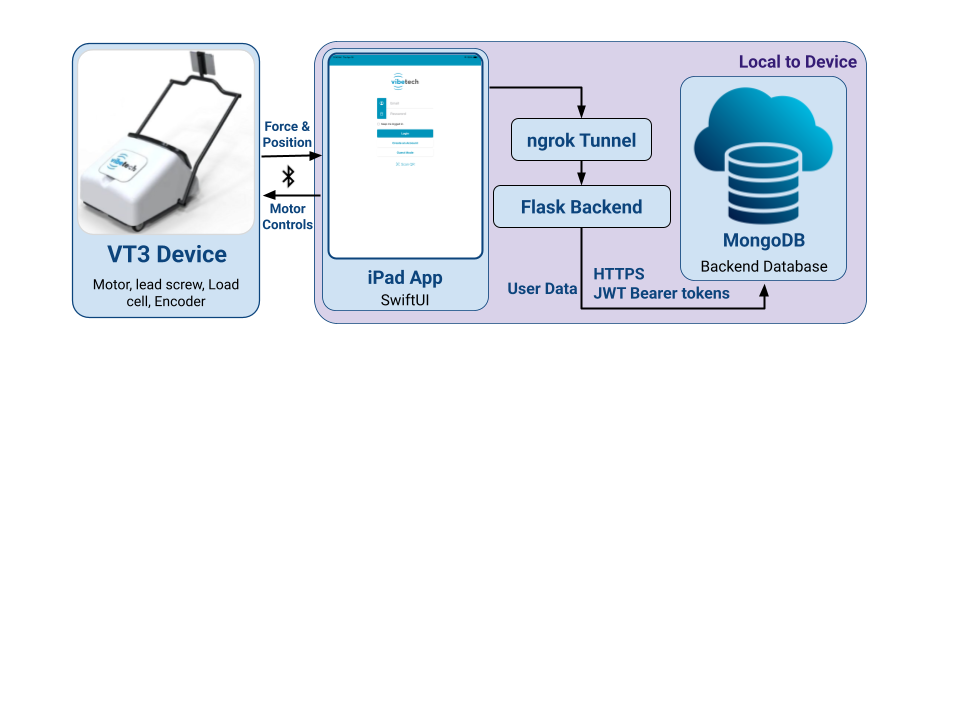 Local to Device
vibetech
Login
Force &
Position
ngrok Tunnel
vibetech
Flask Backend
Motor
Controls
MongoDB
VT3 Device
Backend Database
iPad App
HTTPS
Motor, lead screw, Load
User Data
JWT Bearer tokens
cell, Encoder
SwiftUI